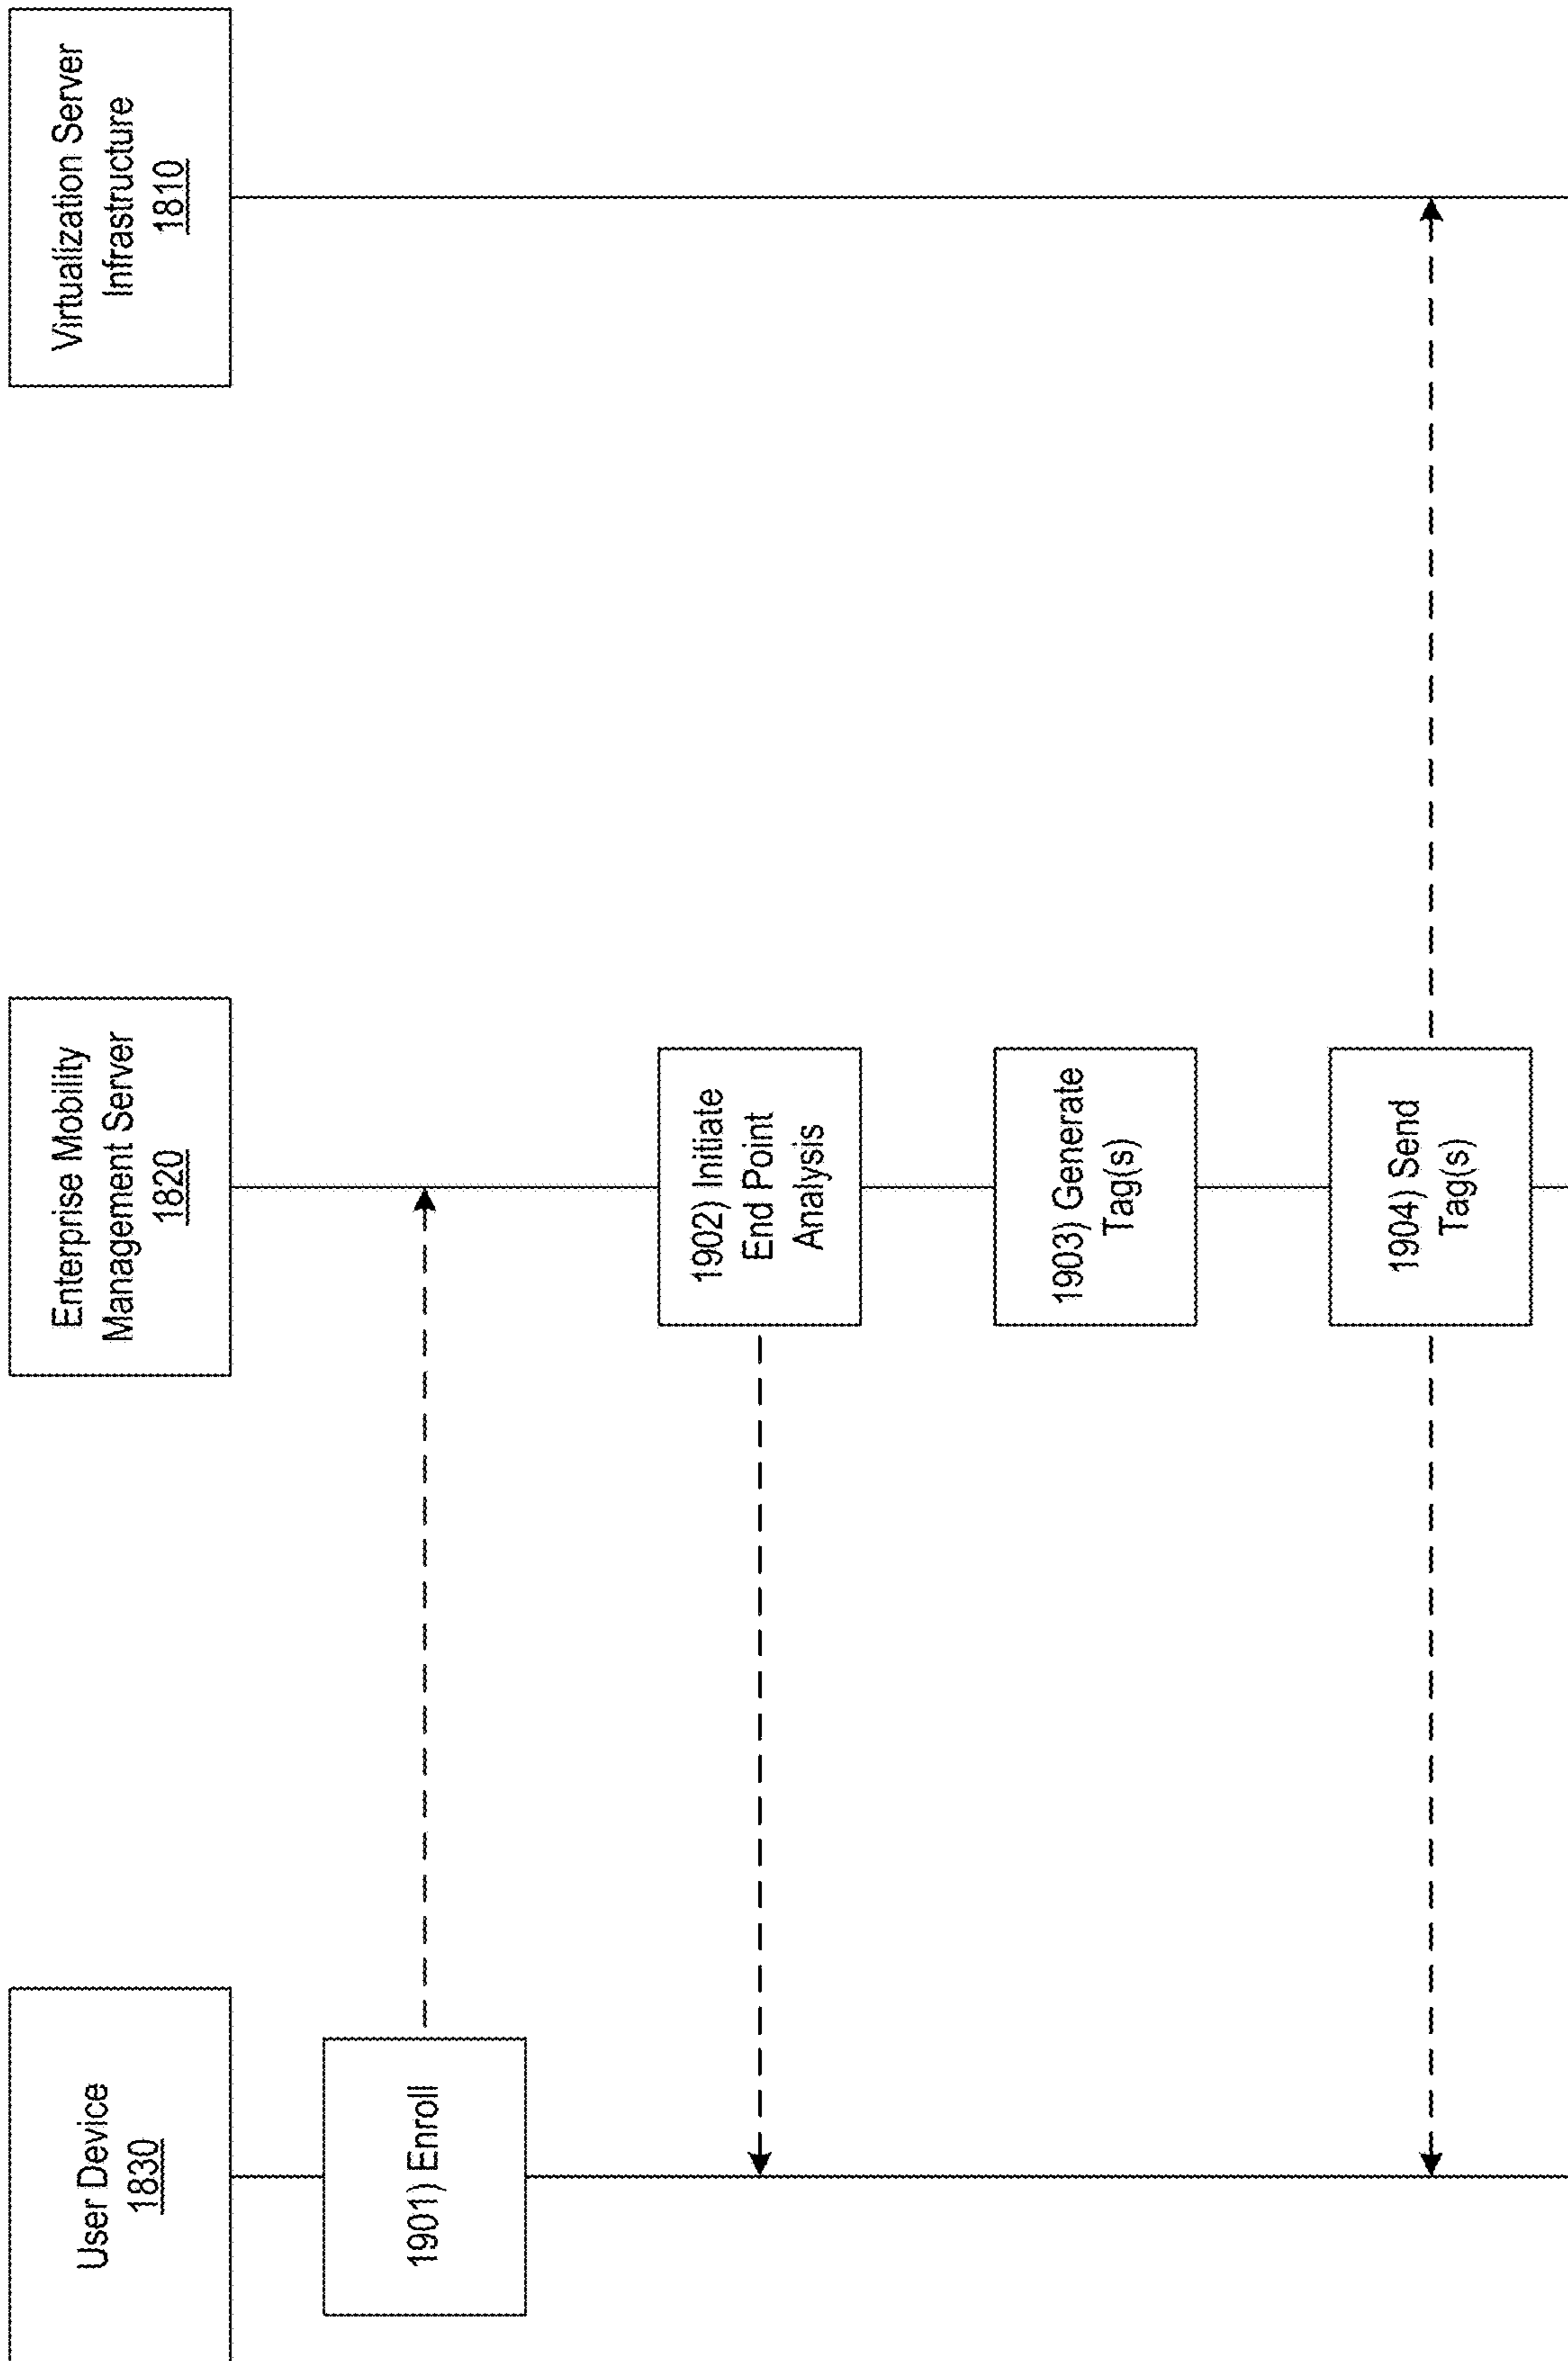 User Device
1830
Enterprise Mobility
Management Server
1820
Virtualization Server
Infrastructure
1810
1901) Enroll
1902) Initiate
End Point
Analysis
1903) Generate
Tag(s)
1904) Send
Tag(s)